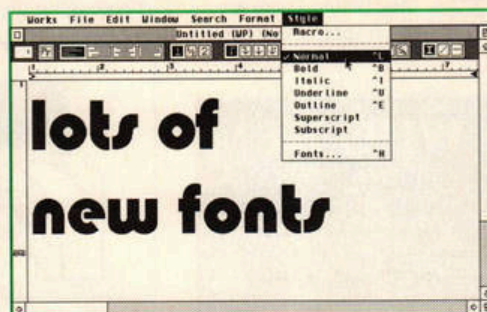 Works File Edit Window Search Format Style
Untitled (WP) (No
Macro...
✓ Normal ^L
Bold ^B
Italic ^I
Underline ^U
Outline ^E
Superscript
Subscript
Fonts... ^H
lots of
new fonts